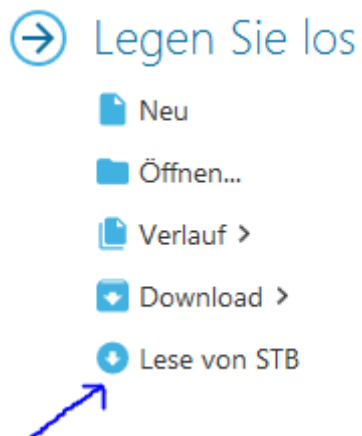 Legen Sie los
Neu
Öffnen...
Verlauf >
Download >
Lese von STB